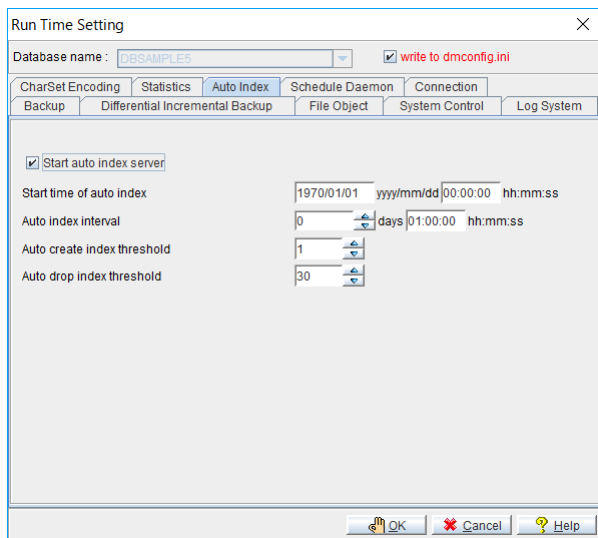 Run Time Setting
Database name : DBSAMPLE5 write to dmconfig.ini
CharSet Encoding Statistics Auto Index Schedule Daemon Connection
Backup Differential Incremental Backup File Object System Control Log System
Start auto index server
Start time of auto index 1970/01/01 yyyy/mm/dd 00:00:00 hh:mm:ss
Auto index interval 0 days 01:00:00 hh:mm:ss
Auto create index threshold 1
Auto drop index threshold 30
OK Cancel Help